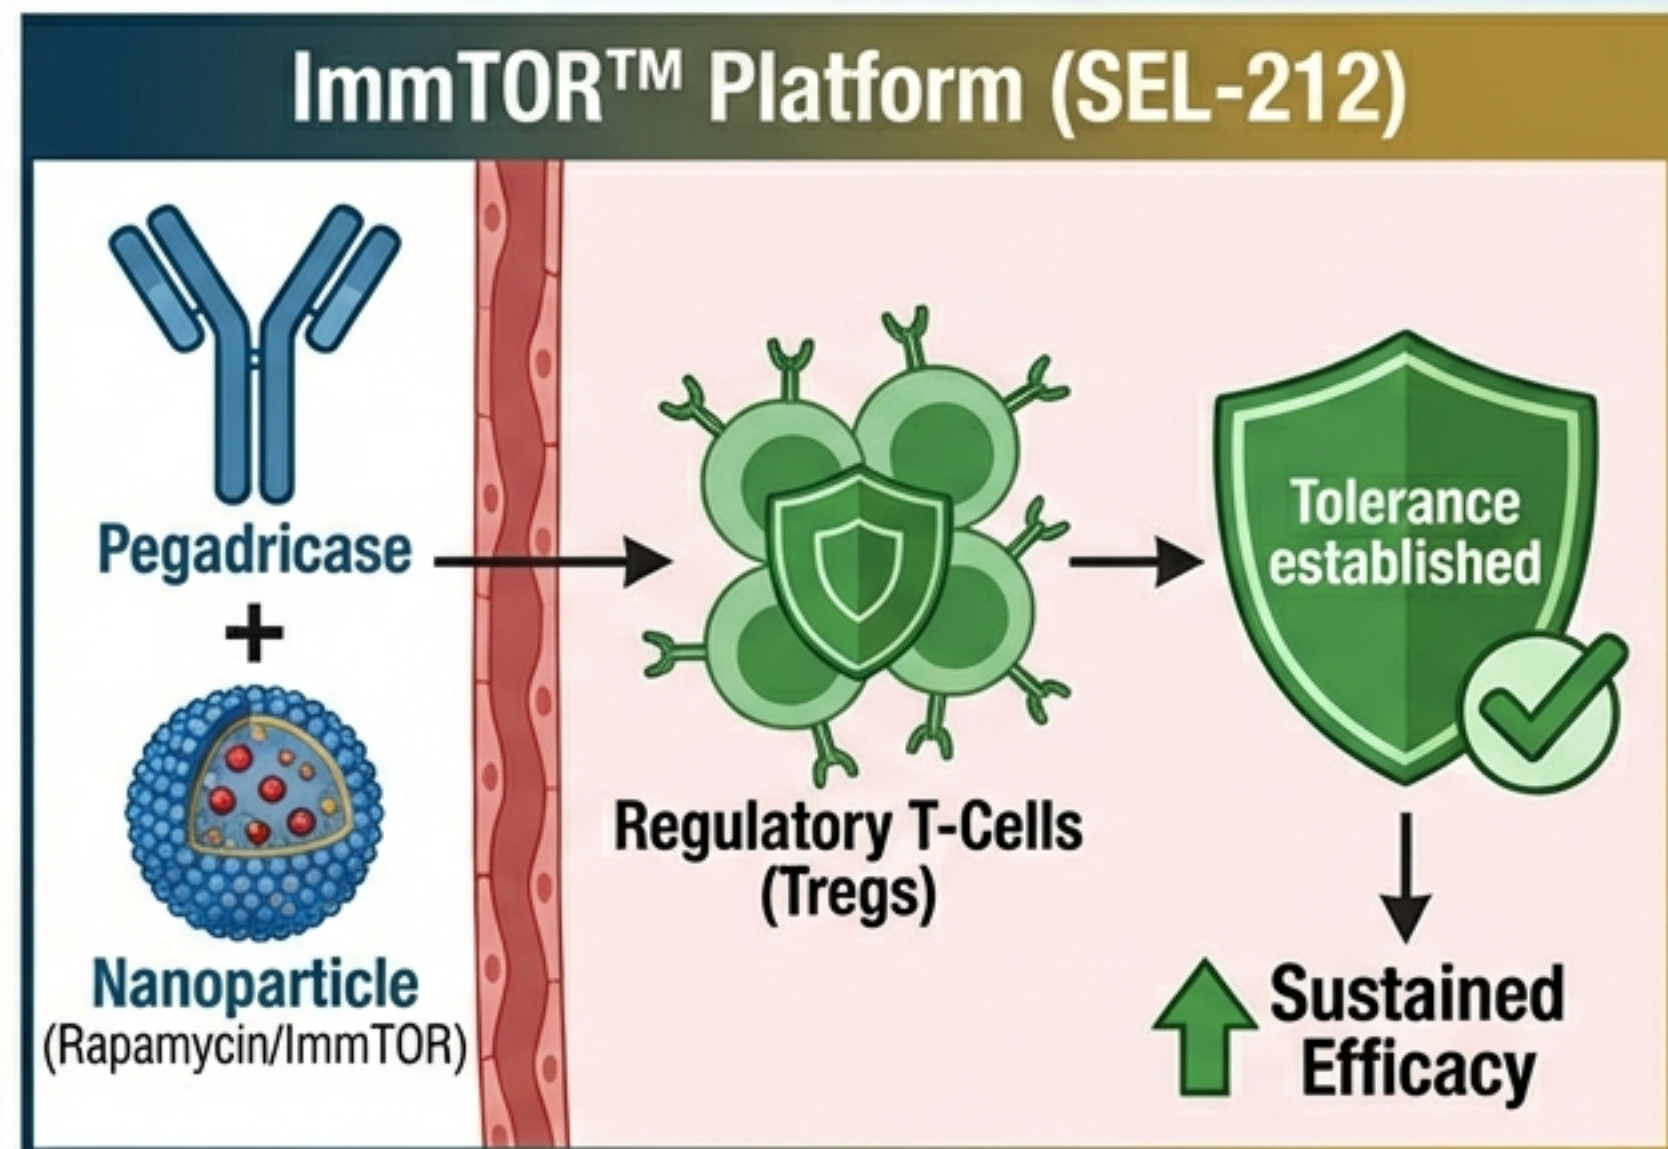 ImmTOR™ Platform (SEL-212)
Pegadricase
+
Nanoparticle
(Rapamycin/ImmTOR)
Regulatory T-Cells
(Tregs)
Tolerance
established
Sustained
Efficacy